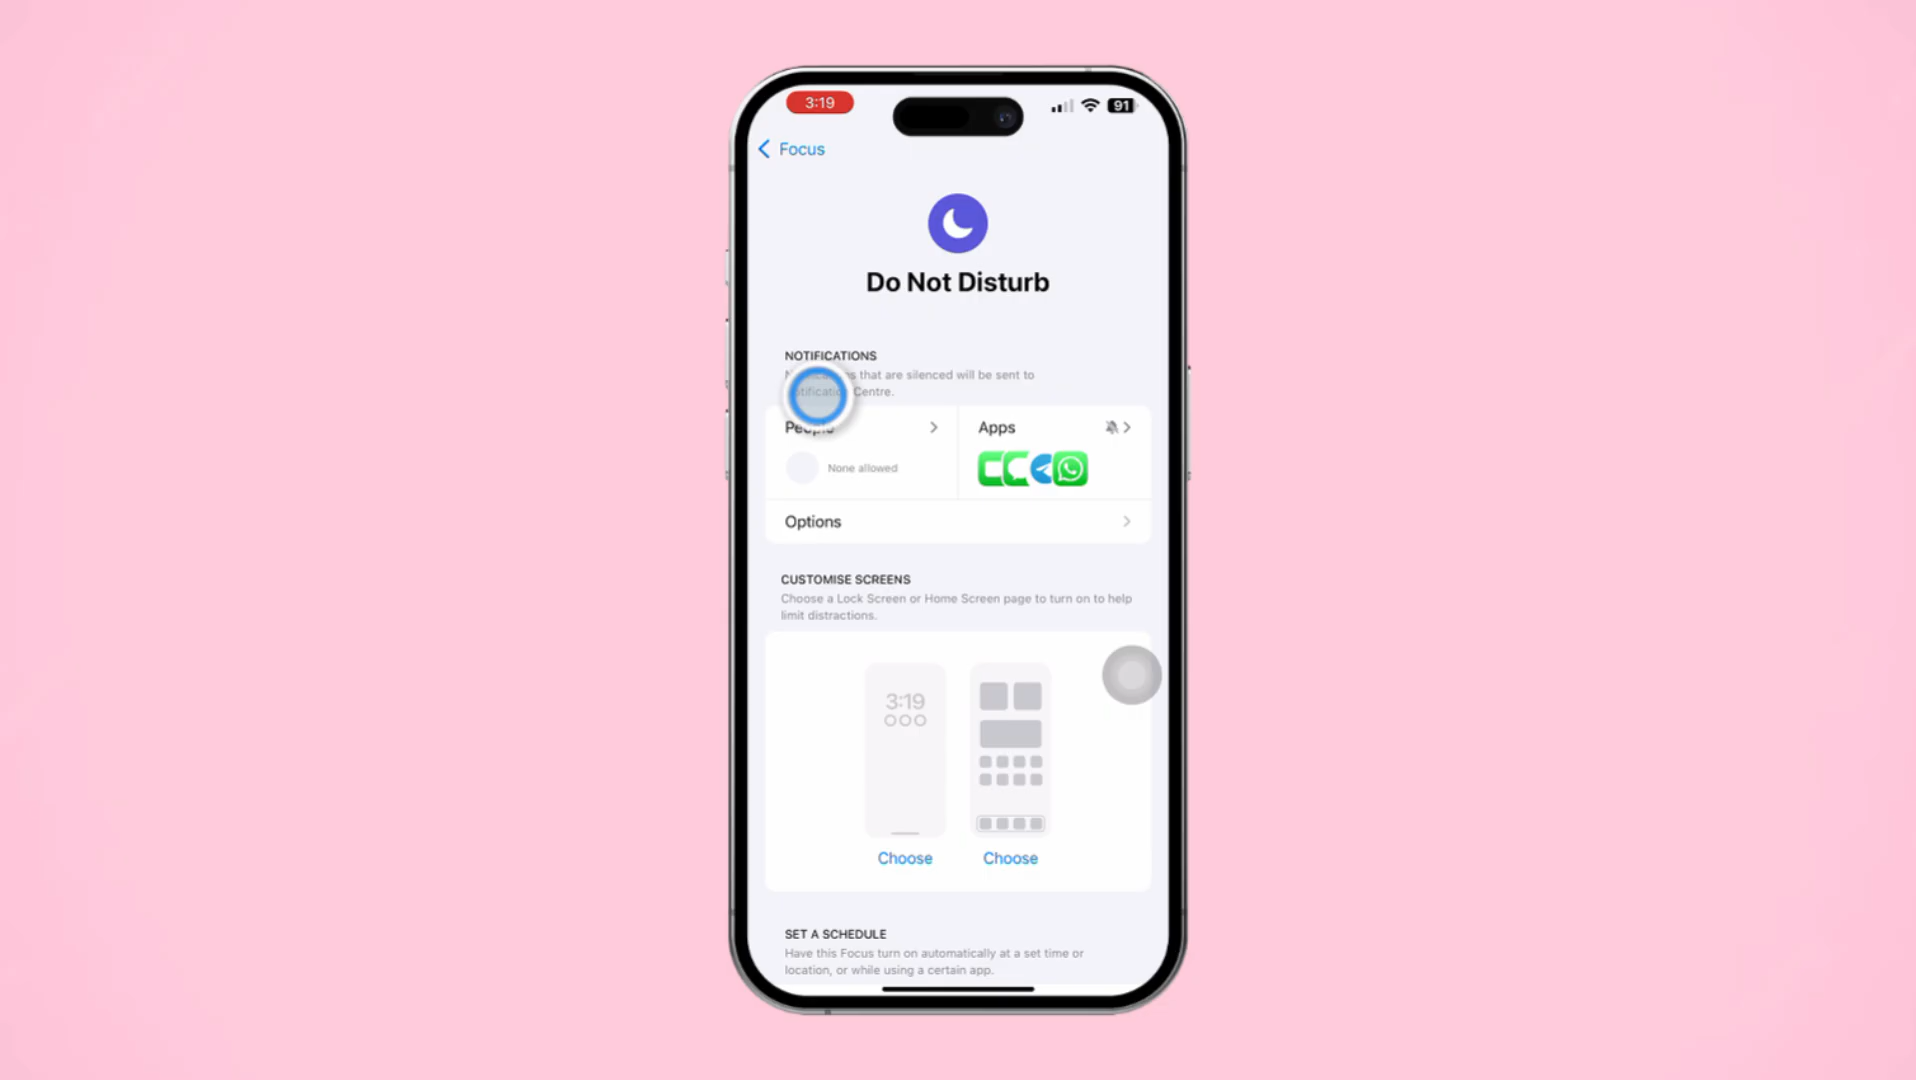 3:19
91
Focus
Do Not Disturb
NOTIFICATIONS
that are silenced will be sent to
Centre.
People
Apps
None allowed
Options
CUSTOMISE SCREENS
Choose a Lock Screen or Home Screen page to turn on to help
limit distractions.
3:19
Choose
Choose
SET A SCHEDULE
Have this Focus turn on automatically at a set time or
location, or while using a certain app.